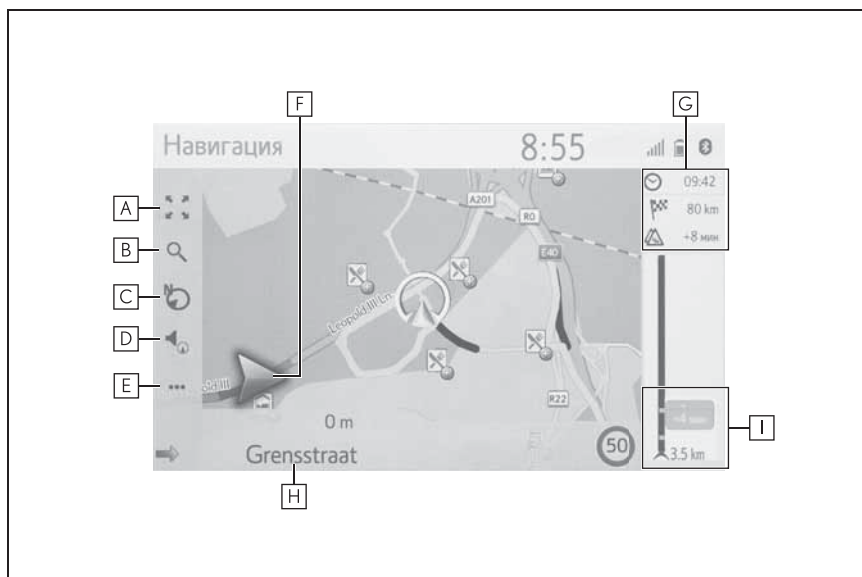 F
G
Навигация 8:55
A
09:42
80 km
+8 мин
B
C
D
E
A201
R0
E40
Leopold III Ln.
R22
I
0 m
Grensstraat
50
3.5 km
H